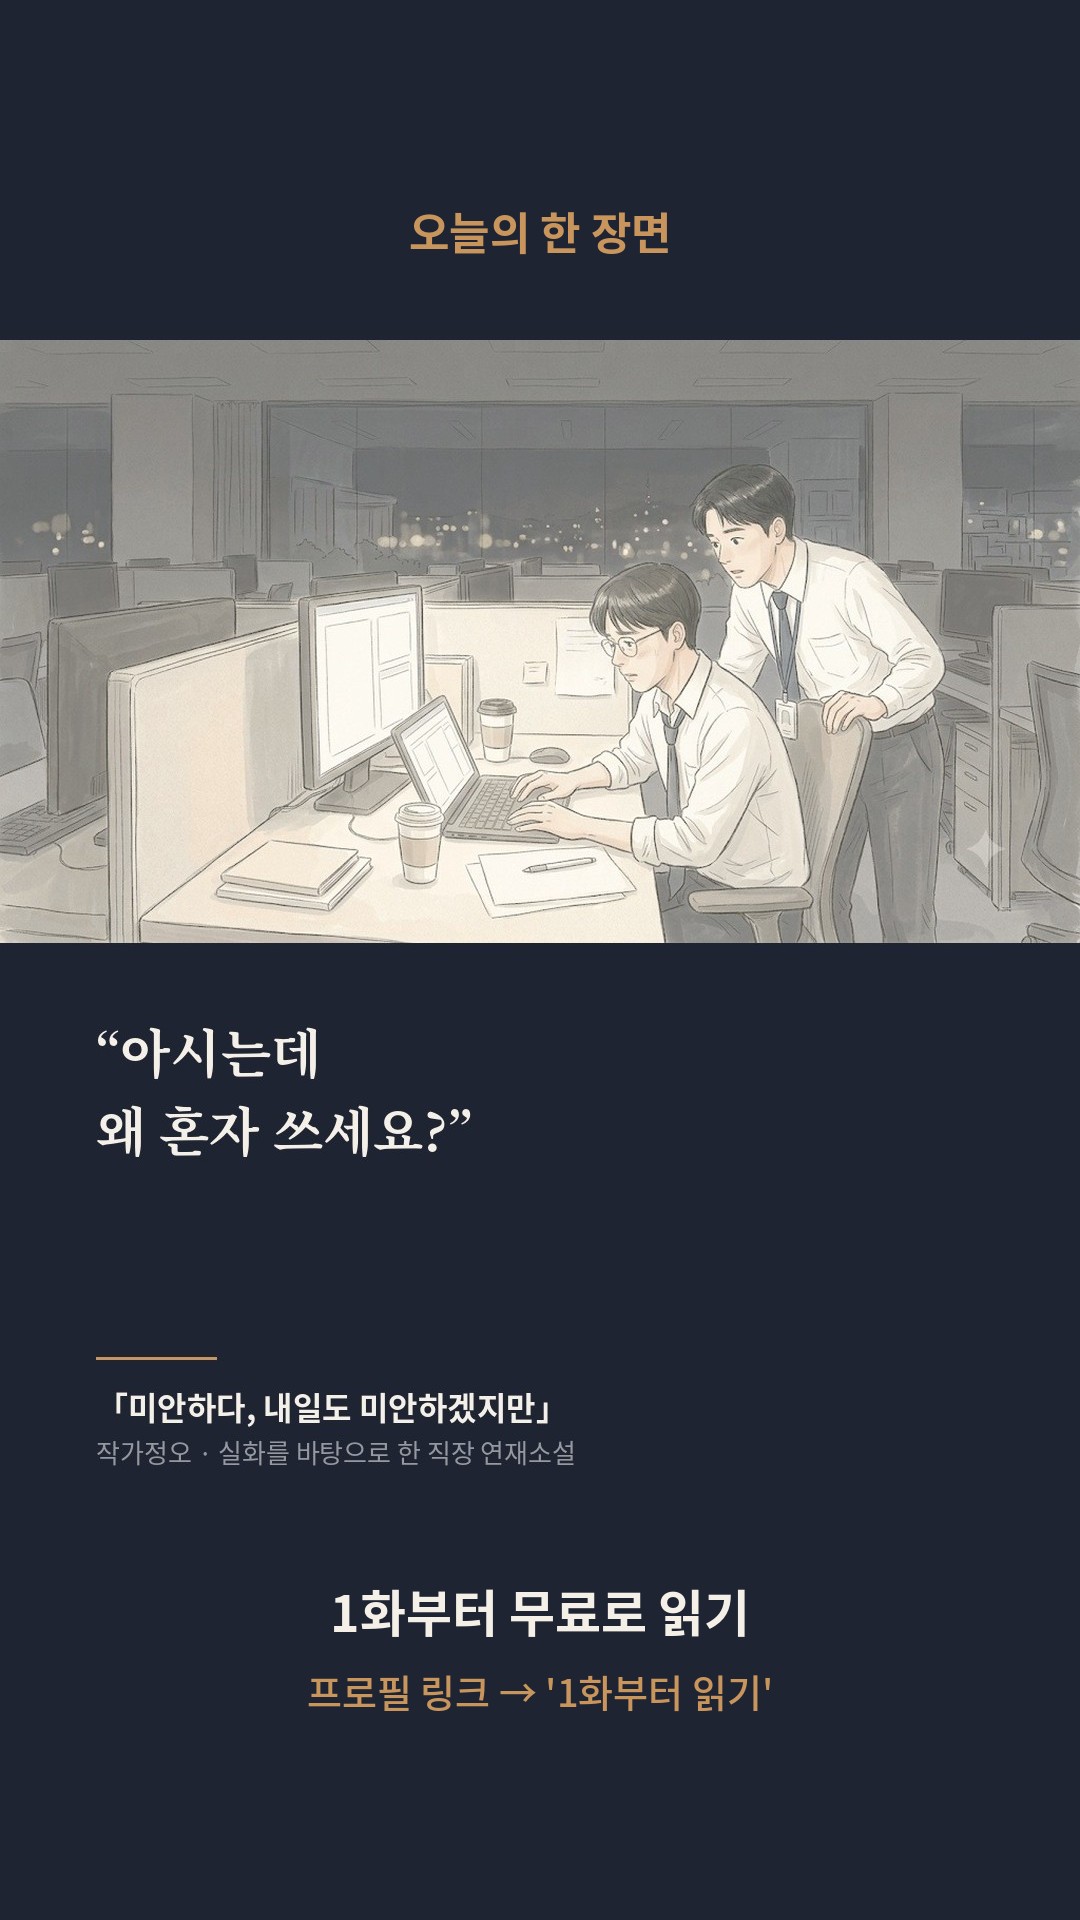 오늘의 한 장면
“아시는데
왜 혼자 쓰세요?”
「미안하다, 내일도 미안하겠지만」
작가정오 · 실화를 바탕으로 한 직장 연재소설
1화부터 무료로 읽기
프로필 링크 → '1화부터 읽기'